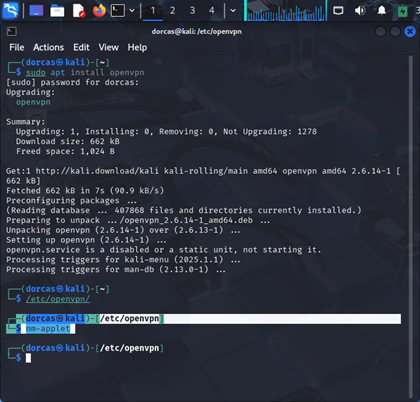 1 2 3 4
dorcas@kali: /etc/openvpn
File Actions Edit View Help
┌──(dorcas㉿kali)-[~]
└─$ sudo apt install openvpn
[sudo] password for dorcas:
Upgrading:
openvpn
Summary:
Upgrading: 1, Installing: 0, Removing: 0, Not Upgrading: 1278
Download size: 662 kB
Freed space: 1,024 B
Get:1 http://kali.download/kali kali-rolling/main amd64 openvpn amd64 2.6.14-1 [
662 kB]
Fetched 662 kB in 7s (90.9 kB/s)
Preconfiguring packages ...
(Reading database ... 407868 files and directories currently installed.)
Preparing to unpack .../openvpn_2.6.14-1_amd64.deb ...
Unpacking openvpn (2.6.14-1) over (2.6.13-1) ...
Setting up openvpn (2.6.14-1) ...
openvpn.service is a disabled or a static unit, not starting it.
Processing triggers for kali-menu (2025.1.1) ...
Processing triggers for man-db (2.13.0-1) ...
┌──(dorcas㉿kali)-[~]
└─$ /etc/openvpn/
┌──(dorcas㉿kali)-[/etc/openvpn]
└─$ nm-applet
┌──(dorcas㉿kali)-[/etc/openvpn]
└─$